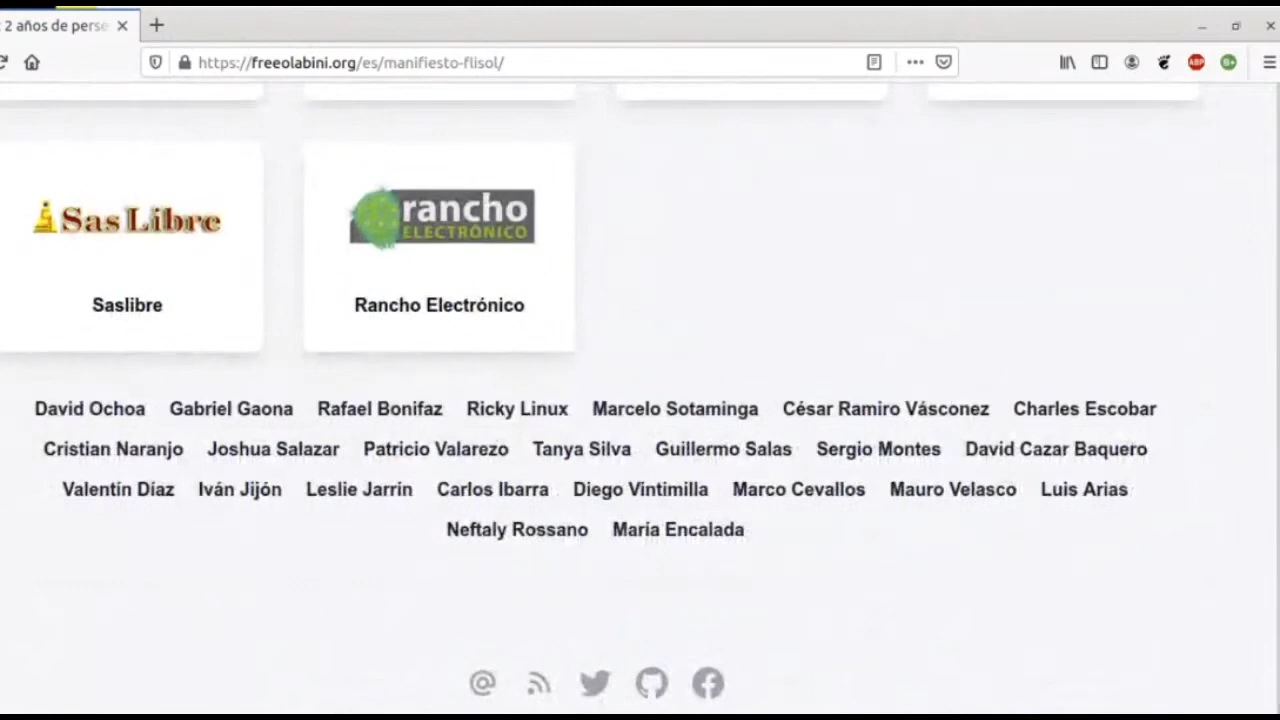 2 años de perse
https://freeolabini.org/es/manifiesto-flisol/
ABP
Sas Libre
rancho
ELECTRÓNICO
Saslibre
Rancho Electrónico
David Ochoa Gabriel Gaona Rafael Bonifaz Ricky Linux Marcelo Sotaminga César Ramiro Vásconez Charles Escobar
Cristian Naranjo Joshua Salazar Patricio Valarezo Tanya Silva Guillermo Salas Sergio Montes David Cazar Baquero
Valentín Díaz Iván Jijón Leslie Jarrin Carlos Ibarra Diego Vintimilla Marco Cevallos Mauro Velasco Luis Arias
Neftaly Rossano María Encalada